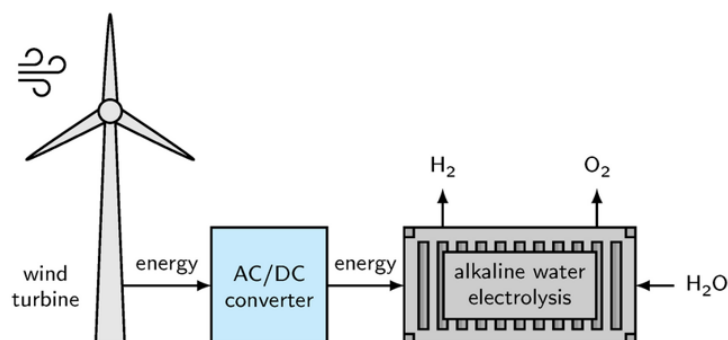 H₂
O₂
wind
turbine
energy
AC/DC
converter
energy
alkaline water
electrolysis
H₂O